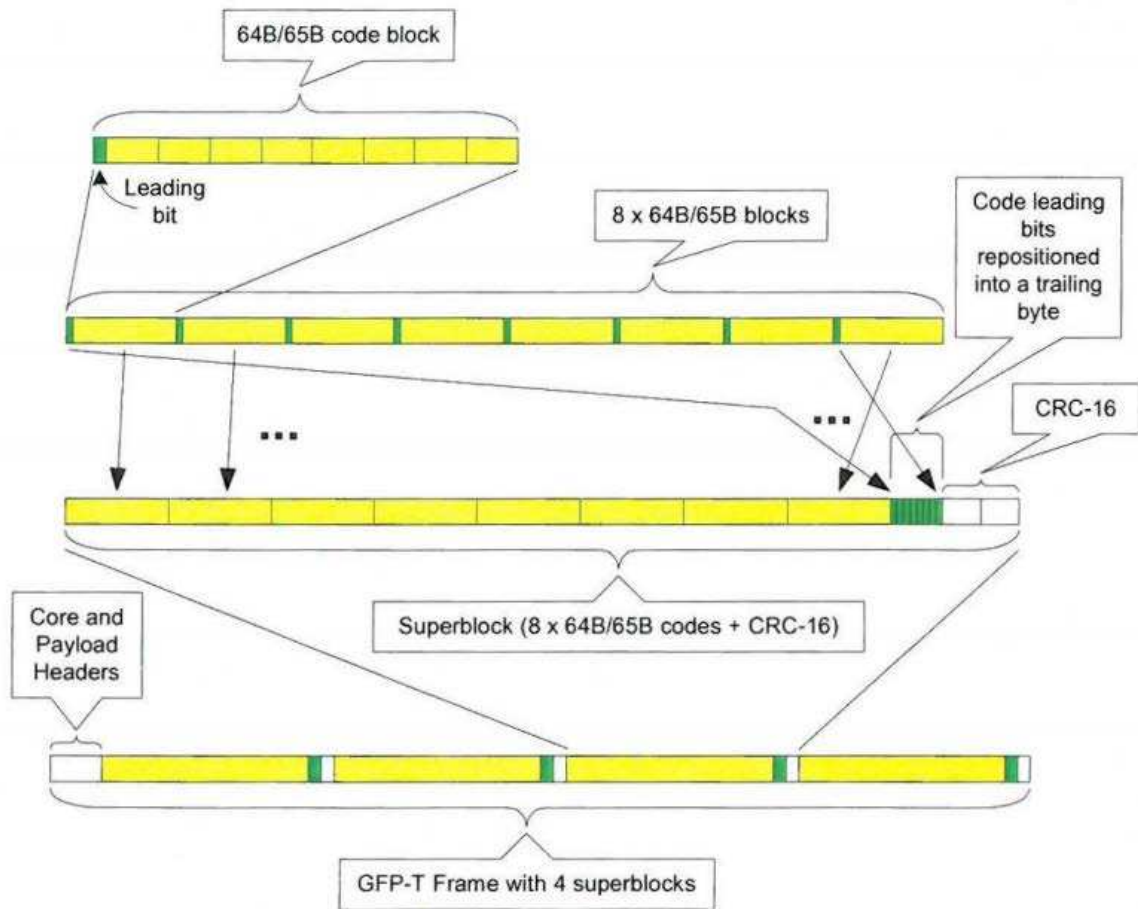 64B/65B code block
Leading
bit
8 x 64B/65B blocks
Code leading
bits
repositioned
into a trailing
byte
CRC-16
...
...
Superblock (8 x 64B/65B codes + CRC-16)
Core and
Payload
Headers
GFP-T Frame with 4 superblocks